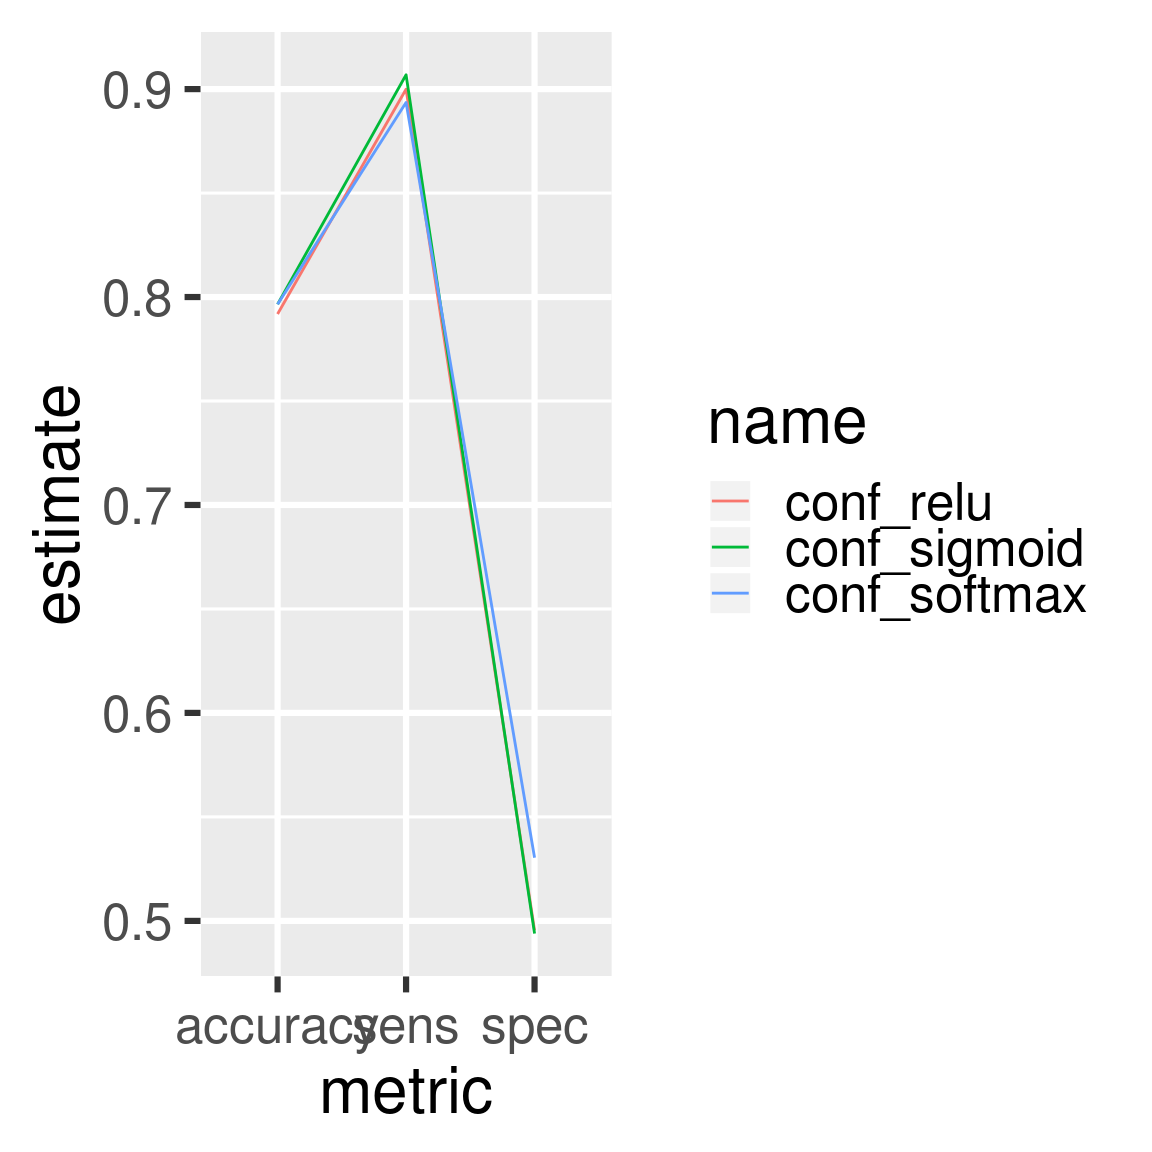 estimate
0.9
0.8
0.7
0.6
0.5
accuracy sens spec
metric
name
conf_relu
conf_sigmoid
conf_softmax